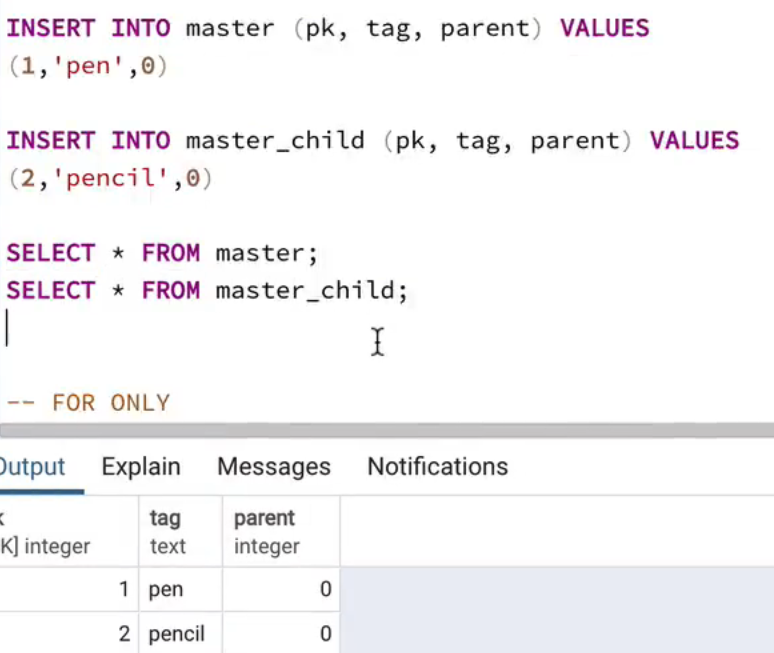 INSERT INTO master (pk, tag, parent) VALUES
(1,'pen',0)
INSERT INTO master_child (pk, tag, parent) VALUES
(2,'pencil',0)
SELECT * FROM master;
SELECT * FROM master_child;
-- FOR ONLY
Output Explain Messages Notifications
k tag parent
K] integer text integer
1 pen 0
2 pencil 0